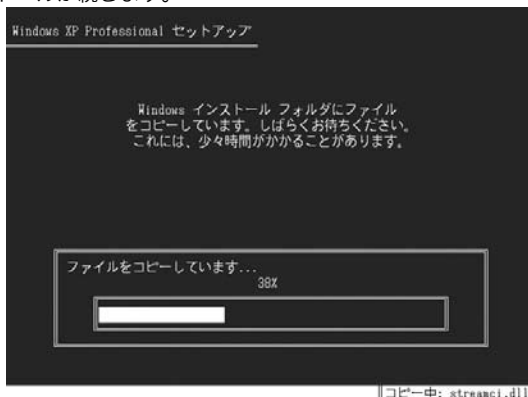 Windows XP Professional セットアップ
Windows インストール フォルダにファイル
をコピーしています。しばらくお待ちください。
これには、少々時間がかかることがあります。
ファイルをコピーしています...
38%
コピー中: streamci.dll